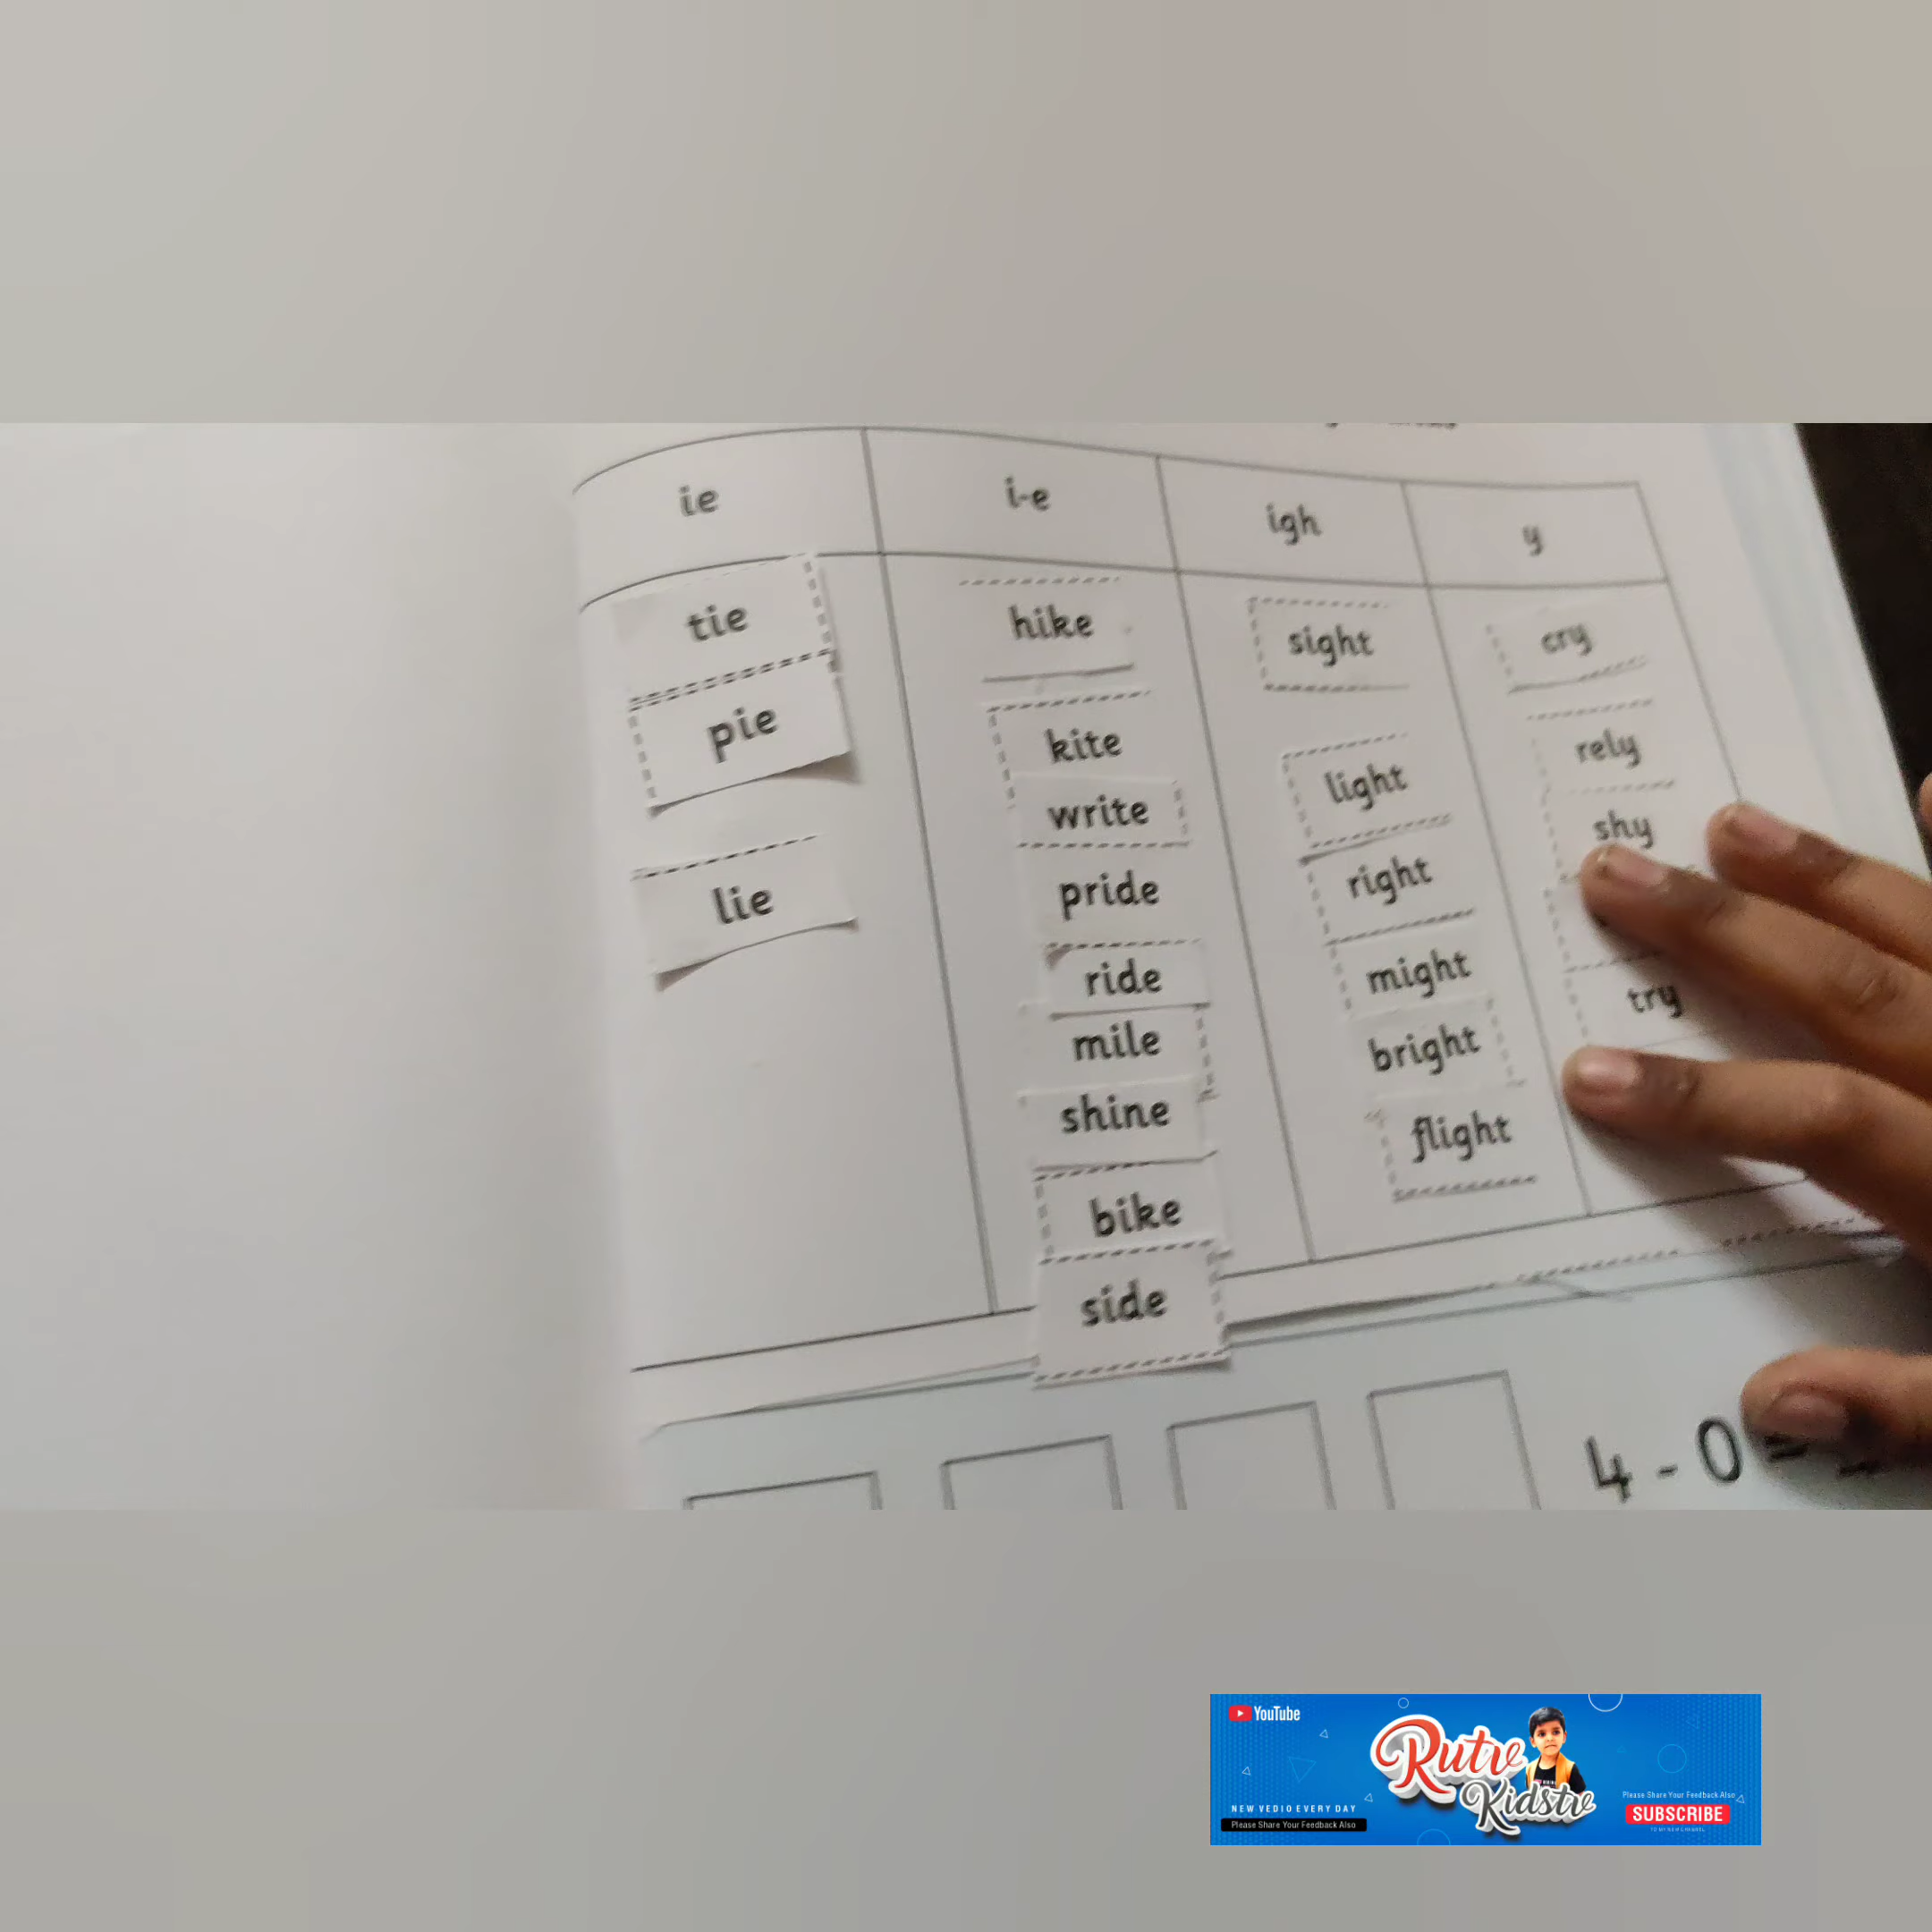 ie
i-e
igh
y
tie
pie
lie
hike
kite
write
pride
ride
mile
shine
bike
side
sight
light
right
might
bright
flight
cry
rely
shy
try
4 - 0 =
YouTube
Rutv
Kidstv
NEW VEDIO EVERY DAY
Please Share Your Feedback Also
Please Share Your Feedback Also
SUBSCRIBE